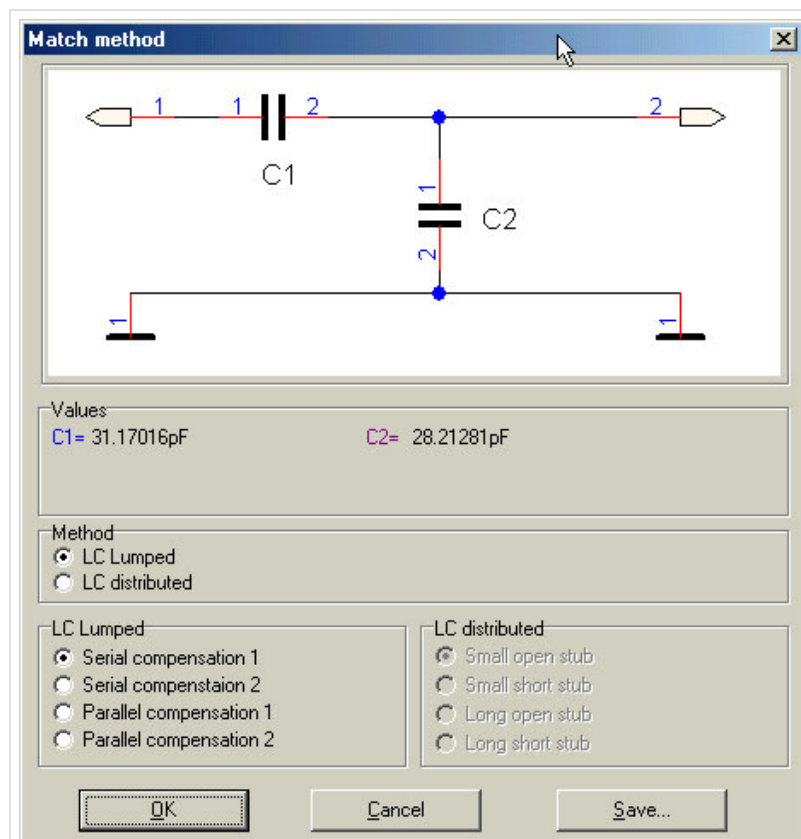 Match method
1 1 2 2
C1
1
C2
2
1 1
Values
C1= 31.17016pF C2= 28.21281pF
Method
LC Lumped
LC distributed
LC Lumped LC distributed
Serial compensation 1 Small open stub
Serial compenstaion 2 Small short stub
Parallel compensation 1 Long open stub
Parallel compensation 2 Long short stub
OK Cancel Save...